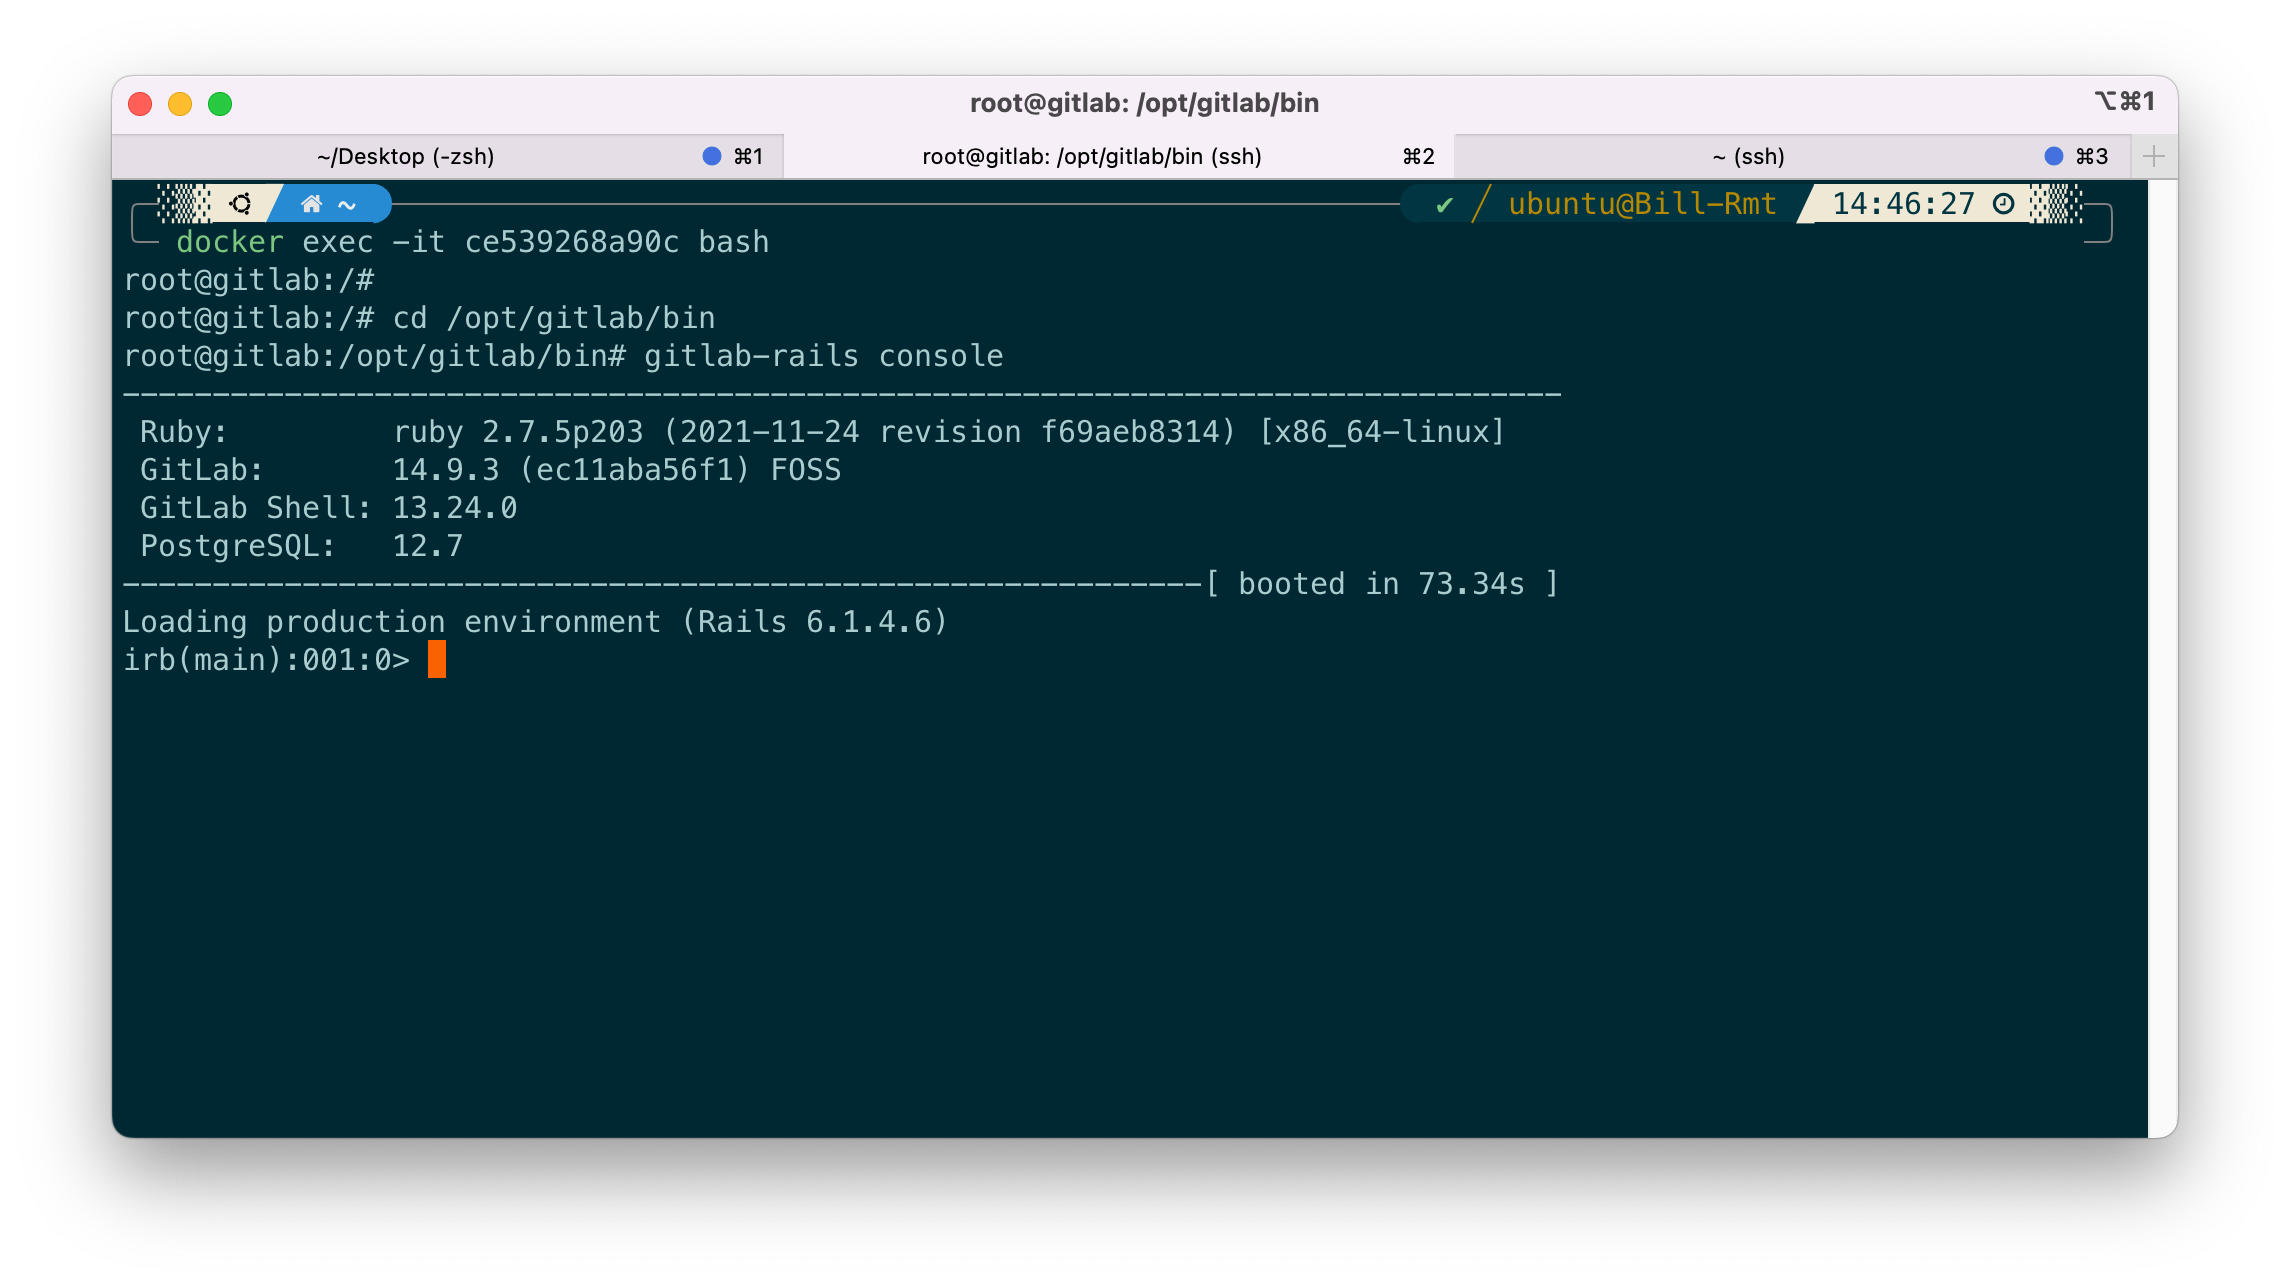 root@gitlab: /opt/gitlab/bin
⌥⌘1
~/Desktop (-zsh) ⌘1
root@gitlab: /opt/gitlab/bin (ssh) ⌘2
~ (ssh) ⌘3
~ ✔ ubuntu@Bill-Rmt 14:46:27
docker exec -it ce539268a90c bash
root@gitlab:/#
root@gitlab:/# cd /opt/gitlab/bin
root@gitlab:/opt/gitlab/bin# gitlab-rails console
--------------------------------------------------------------------------------
Ruby: ruby 2.7.5p203 (2021-11-24 revision f69aeb8314) [x86_64-linux]
GitLab: 14.9.3 (ec11aba56f1) FOSS
GitLab Shell: 13.24.0
PostgreSQL: 12.7
------------------------------------------------------------[ booted in 73.34s ]
Loading production environment (Rails 6.1.4.6)
irb(main):001:0>